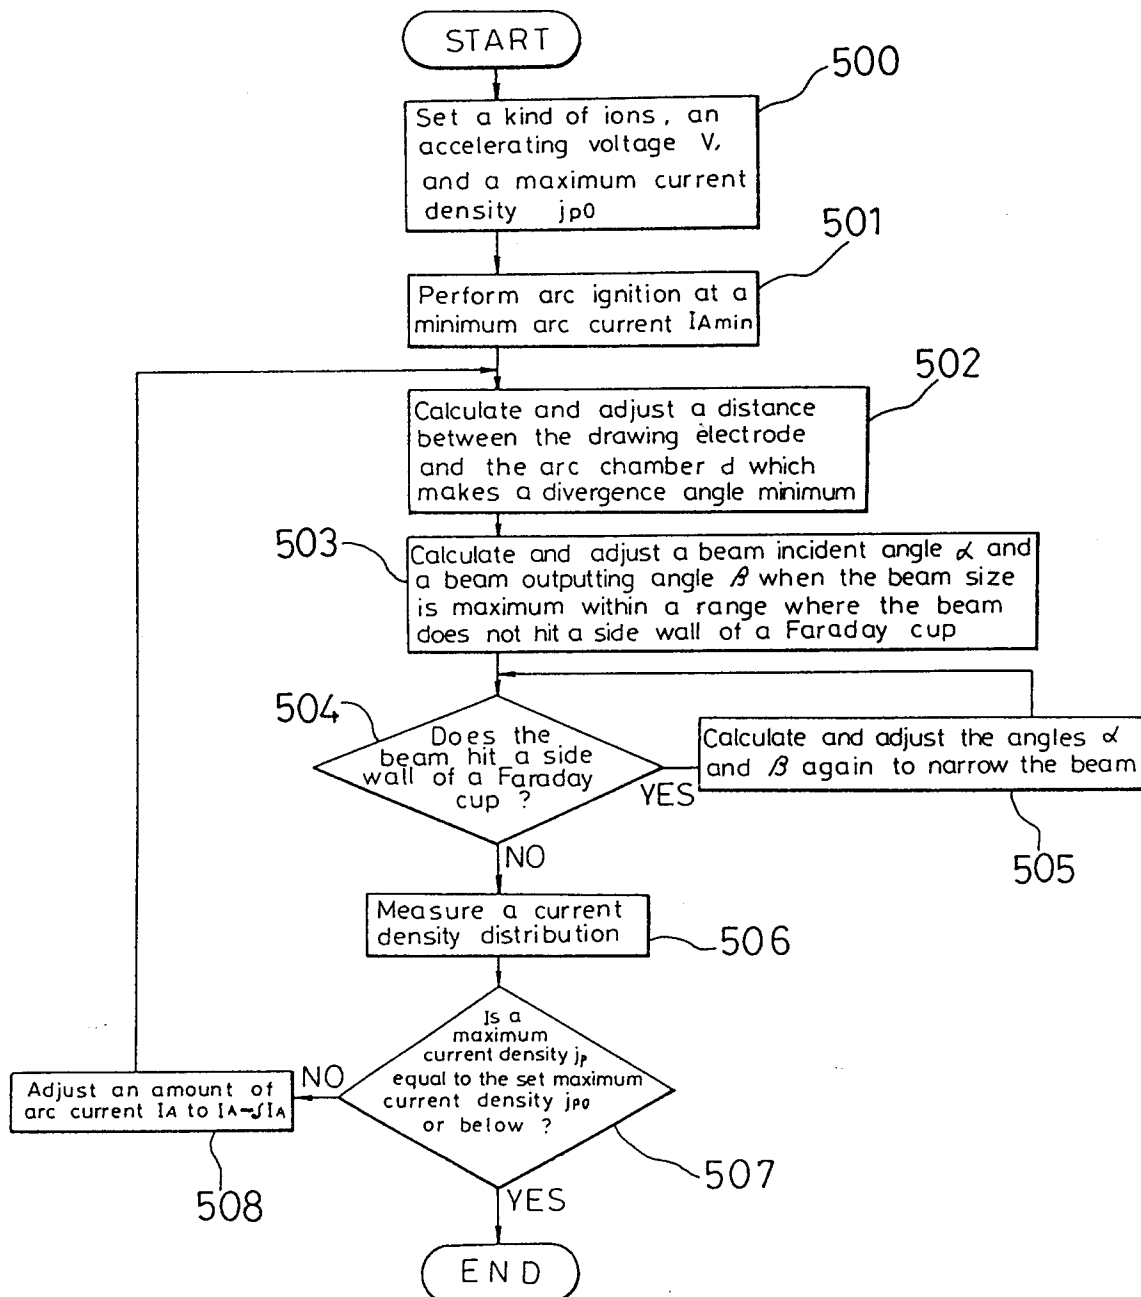 START
500
Set a kind of ions, an
accelerating voltage V,
and a maximum current
density jp0
501
Perform arc ignition at a
minimum arc current IAmin
502
Calculate and adjust a distance
between the drawing electrode
and the arc chamber d which
makes a divergence angle minimum
503
Calculate and adjust a beam incident angle α and
a beam outputting angle β when the beam size
is maximum within a range where the beam
does not hit a side wall of a Faraday cup
504
Does the
beam hit a side
wall of a Faraday
cup ?
YES
Calculate and adjust the angles α
and β again to narrow the beam
505
NO
Measure a current
density distribution
506
Is a
maximum
current density jp
equal to the set maximum
current density jp0
or below ?
507
NO
Adjust an amount of
arc current IA to IA-δIA
508
YES
END